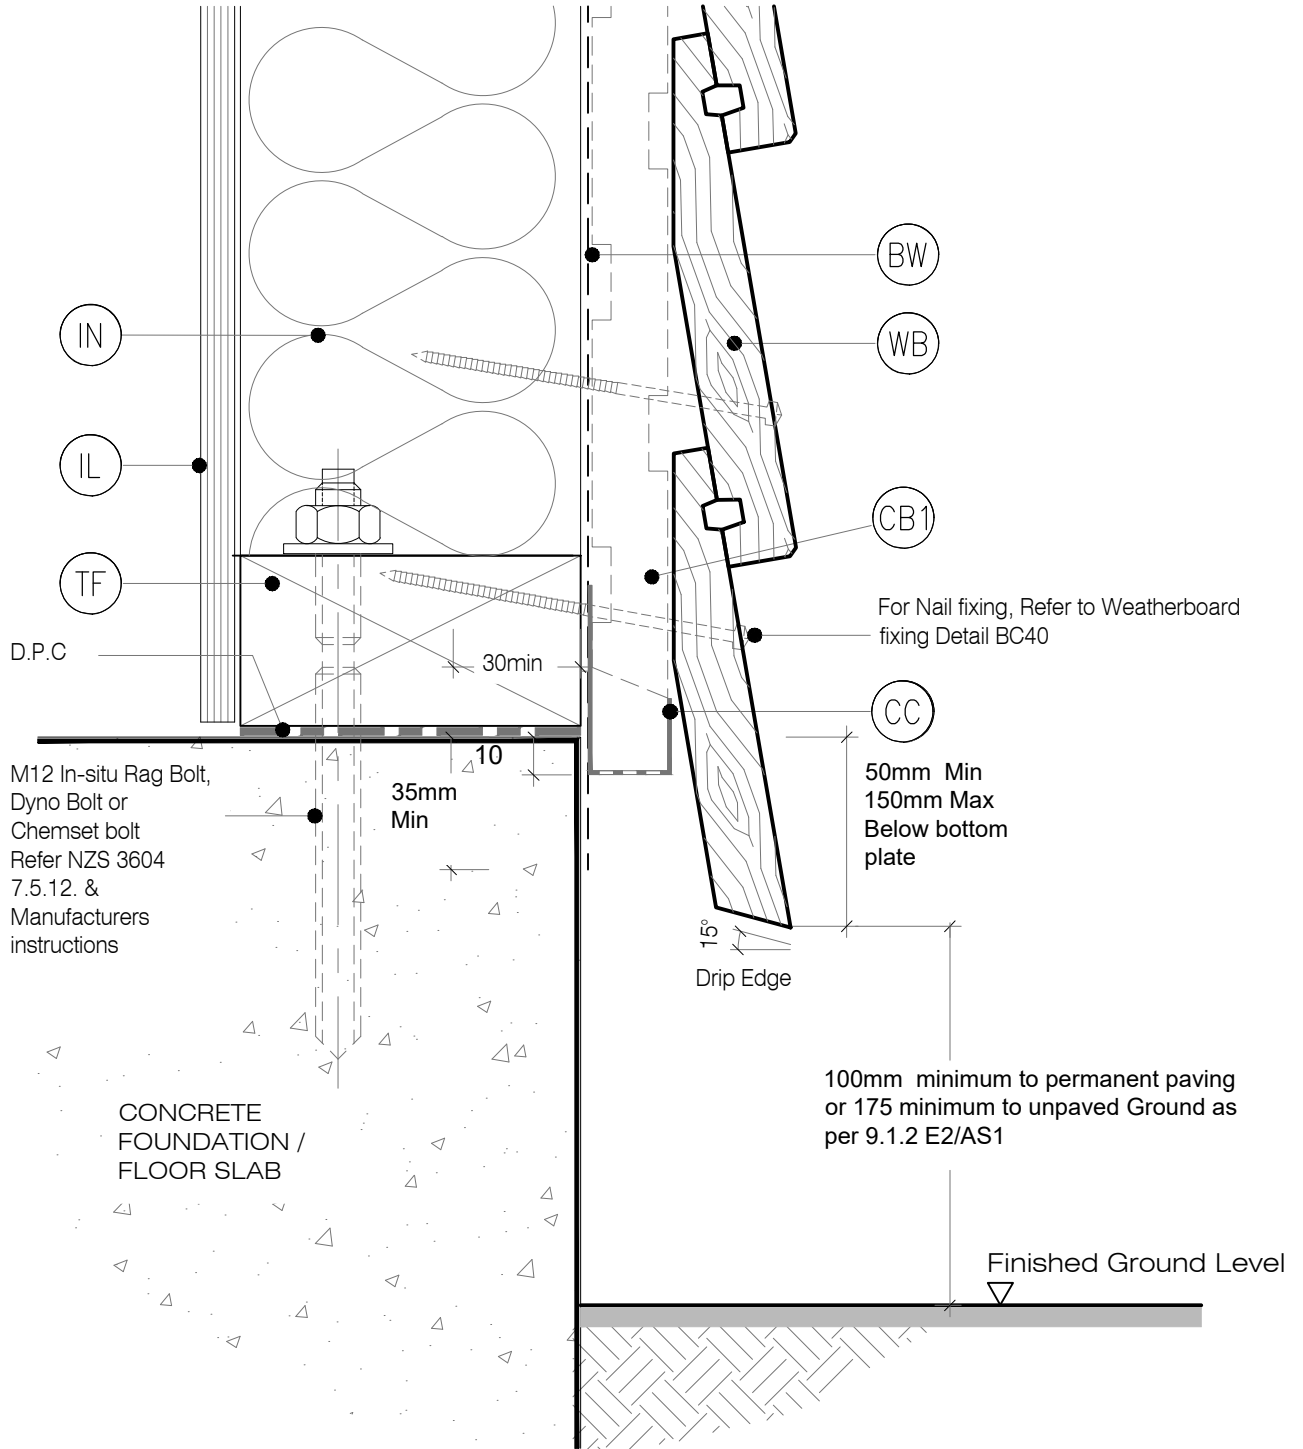 BW
IN
WB
IL
CB1
TF
For Nail fixing, Refer to Weatherboard
fixing Detail BC40
D.P.C
30min
CC
10
M12 In-situ Rag Bolt,
Dyno Bolt or
Chemset bolt
Refer NZS 3604
7.5.12. &
Manufacturers
instructions
35mm
Min
50mm Min
150mm Max
Below bottom
plate
15°
Drip Edge
100mm minimum to permanent paving
or 175 minimum to unpaved Ground as
per 9.1.2 E2/AS1
CONCRETE
FOUNDATION /
FLOOR SLAB
Finished Ground Level